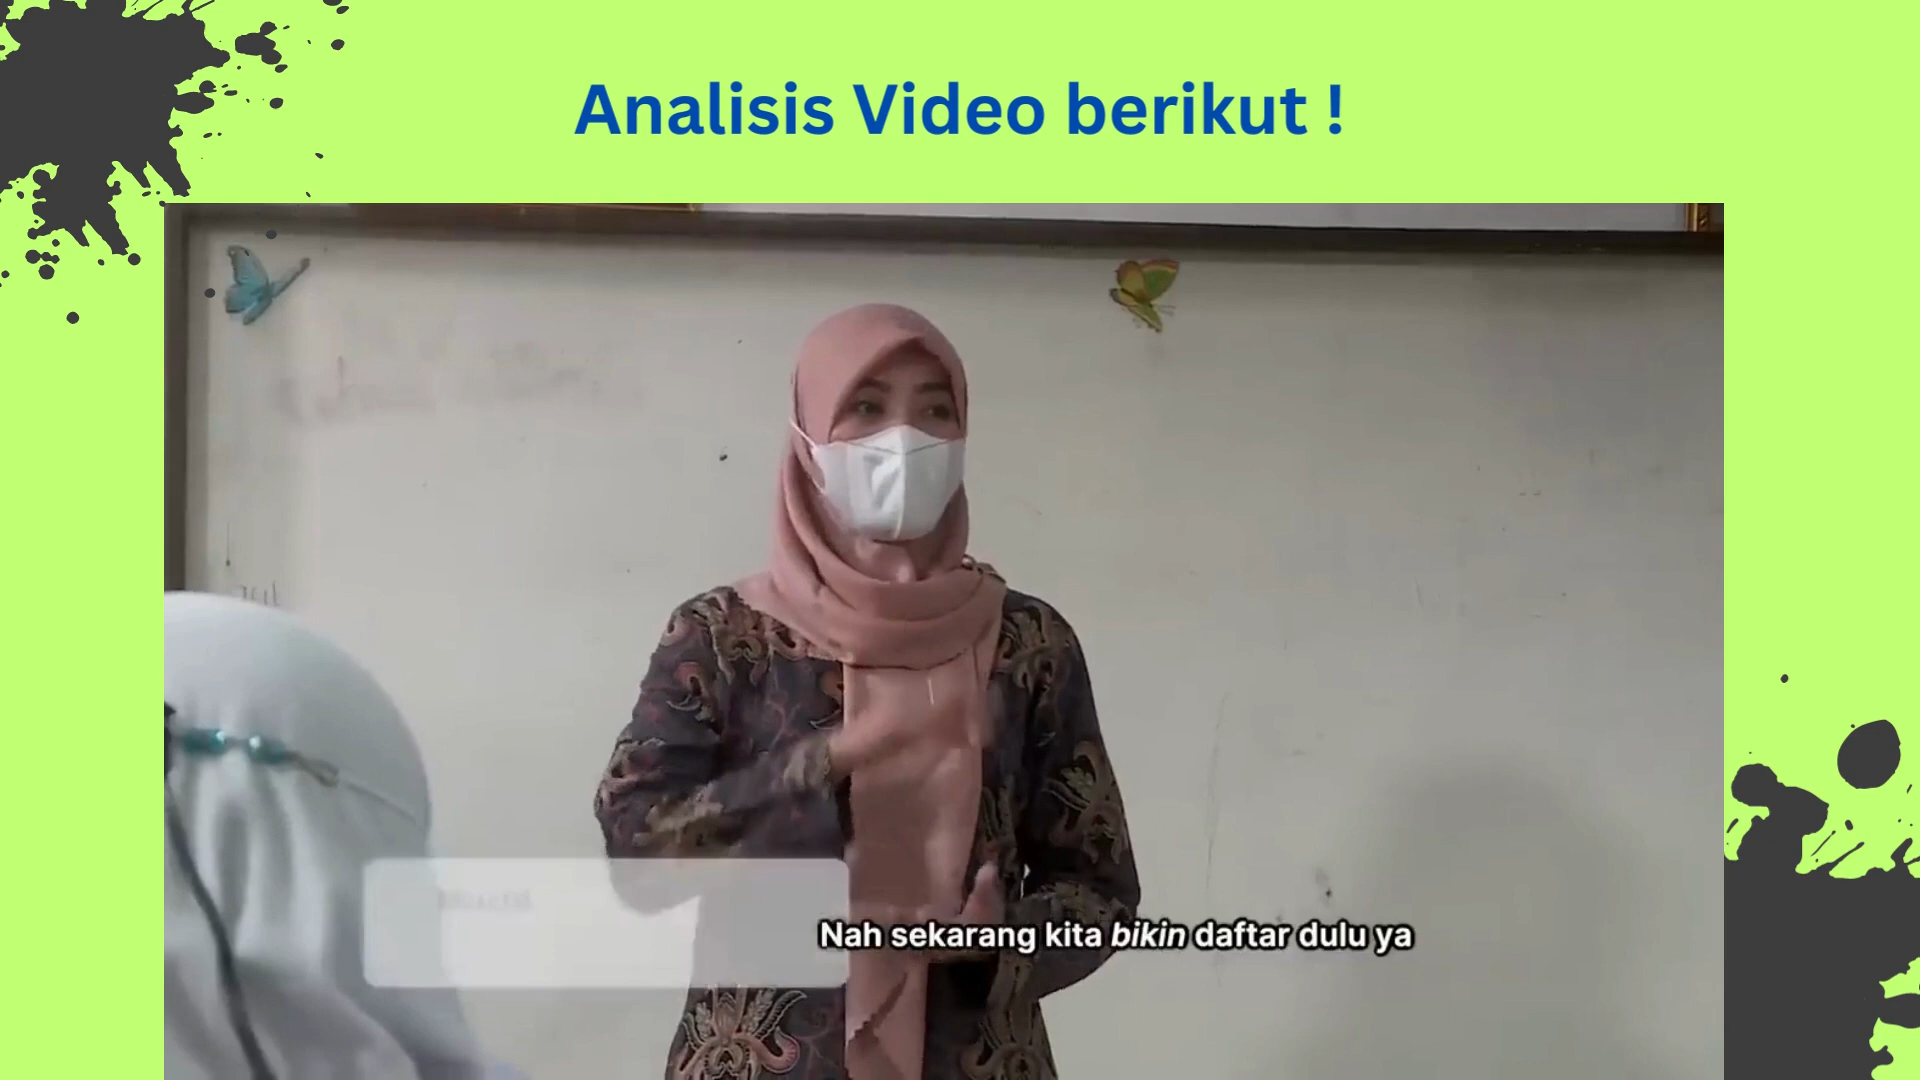 Analisis Video berikut !
Nah sekarang kita bikin daftar dulu ya